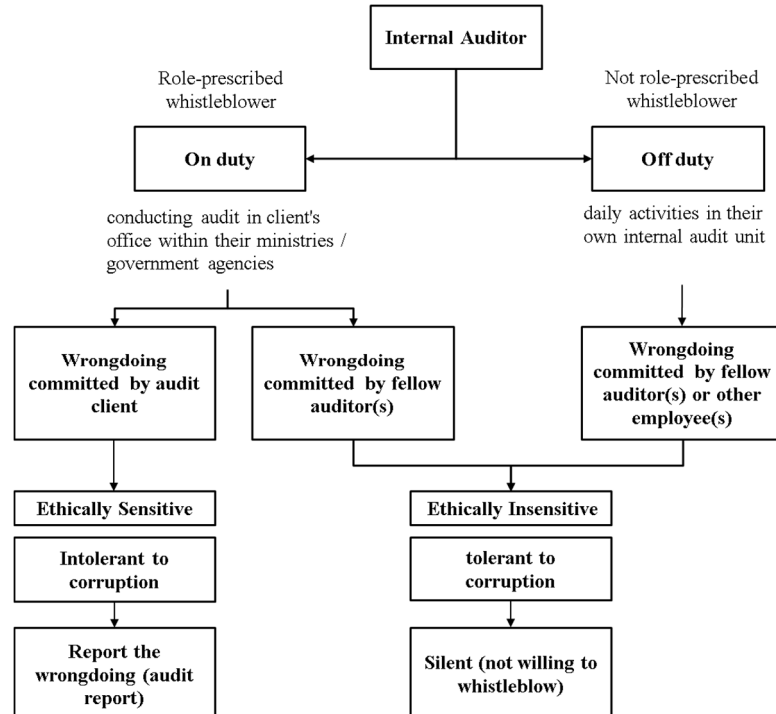 Internal Auditor
Role-prescribed
whistleblower
Not role-prescribed
whistleblower
On duty
Off duty
conducting audit in client's
office within their ministries /
government agencies
daily activities in their
own internal audit unit
Wrongdoing
committed by audit
client
Wrongdoing
committed by fellow
auditor(s)
Wrongdoing
committed by fellow
auditor(s) or other
employee(s)
Ethically Sensitive
Ethically Insensitive
Intolerant to
corruption
tolerant to
corruption
Report the
wrongdoing (audit
report)
Silent (not willing to
whistleblow)